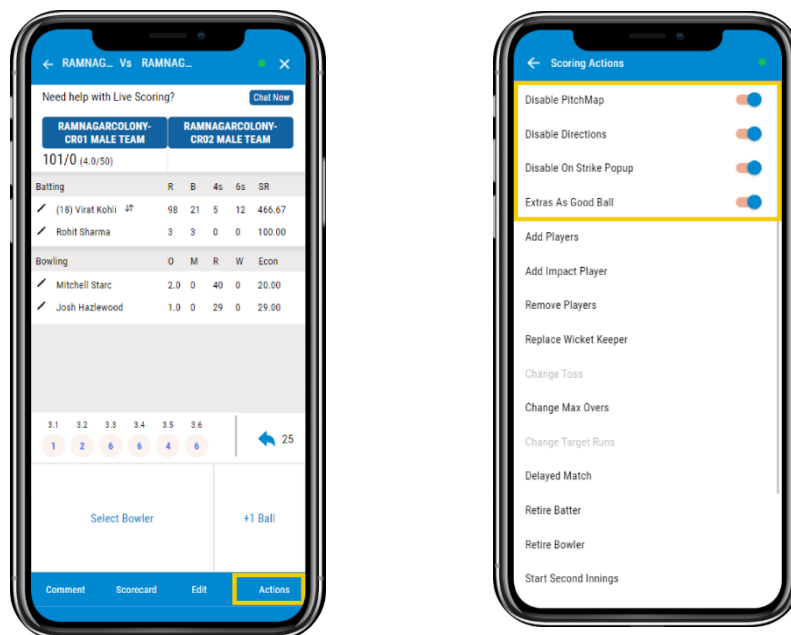 RAMNAG... Vs RAMNAG...
Need help with Live Scoring? Chat Now
RAMNAGARCOLONY-CR01 MALE TEAM
RAMNAGARCOLONY-CR02 MALE TEAM
101/0 (4.0/50)
Batting R B 4s 6s SR
(18) Virat Kohli 98 21 5 12 466.67
Rohit Sharma 3 3 0 0 100.00
Bowling O M R W Econ
Mitchell Starc 2.0 0 40 0 20.00
Josh Hazlewood 1.0 0 29 0 29.00
3.1 3.2 3.3 3.4 3.5 3.6
1 2 6 6 4 6 25
Select Bowler +1 Ball
Comment Scorecard Edit Actions
Scoring Actions
Disable PitchMap
Disable Directions
Disable On Strike Popup
Extras As Good Ball
Add Players
Add Impact Player
Remove Players
Replace Wicket Keeper
Change Toss
Change Max Overs
Change Target Runs
Delayed Match
Retire Batter
Retire Bowler
Start Second Innings